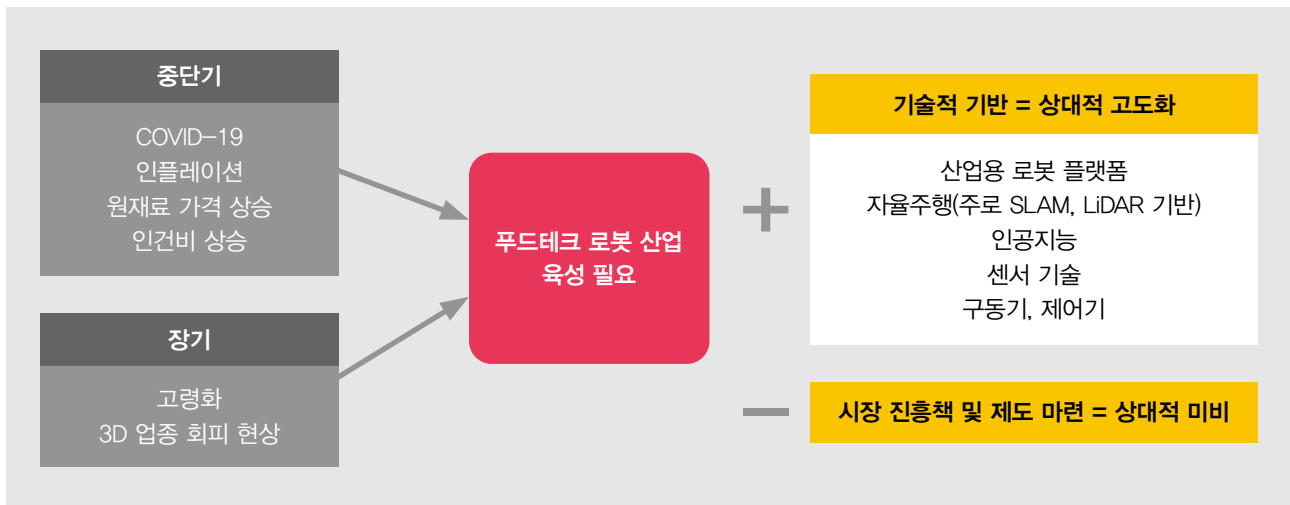 중단기
COVID-19
인플레이션
원재료 가격 상승
인건비 상승
장기
고령화
3D 업종 회피 현상
푸드테크 로봇 산업
육성 필요
+
기술적 기반 = 상대적 고도화
산업용 로봇 플랫폼
자율주행(주로 SLAM, LiDAR 기반)
인공지능
센서 기술
구동기, 제어기
-
시장 진흥책 및 제도 마련 = 상대적 미비